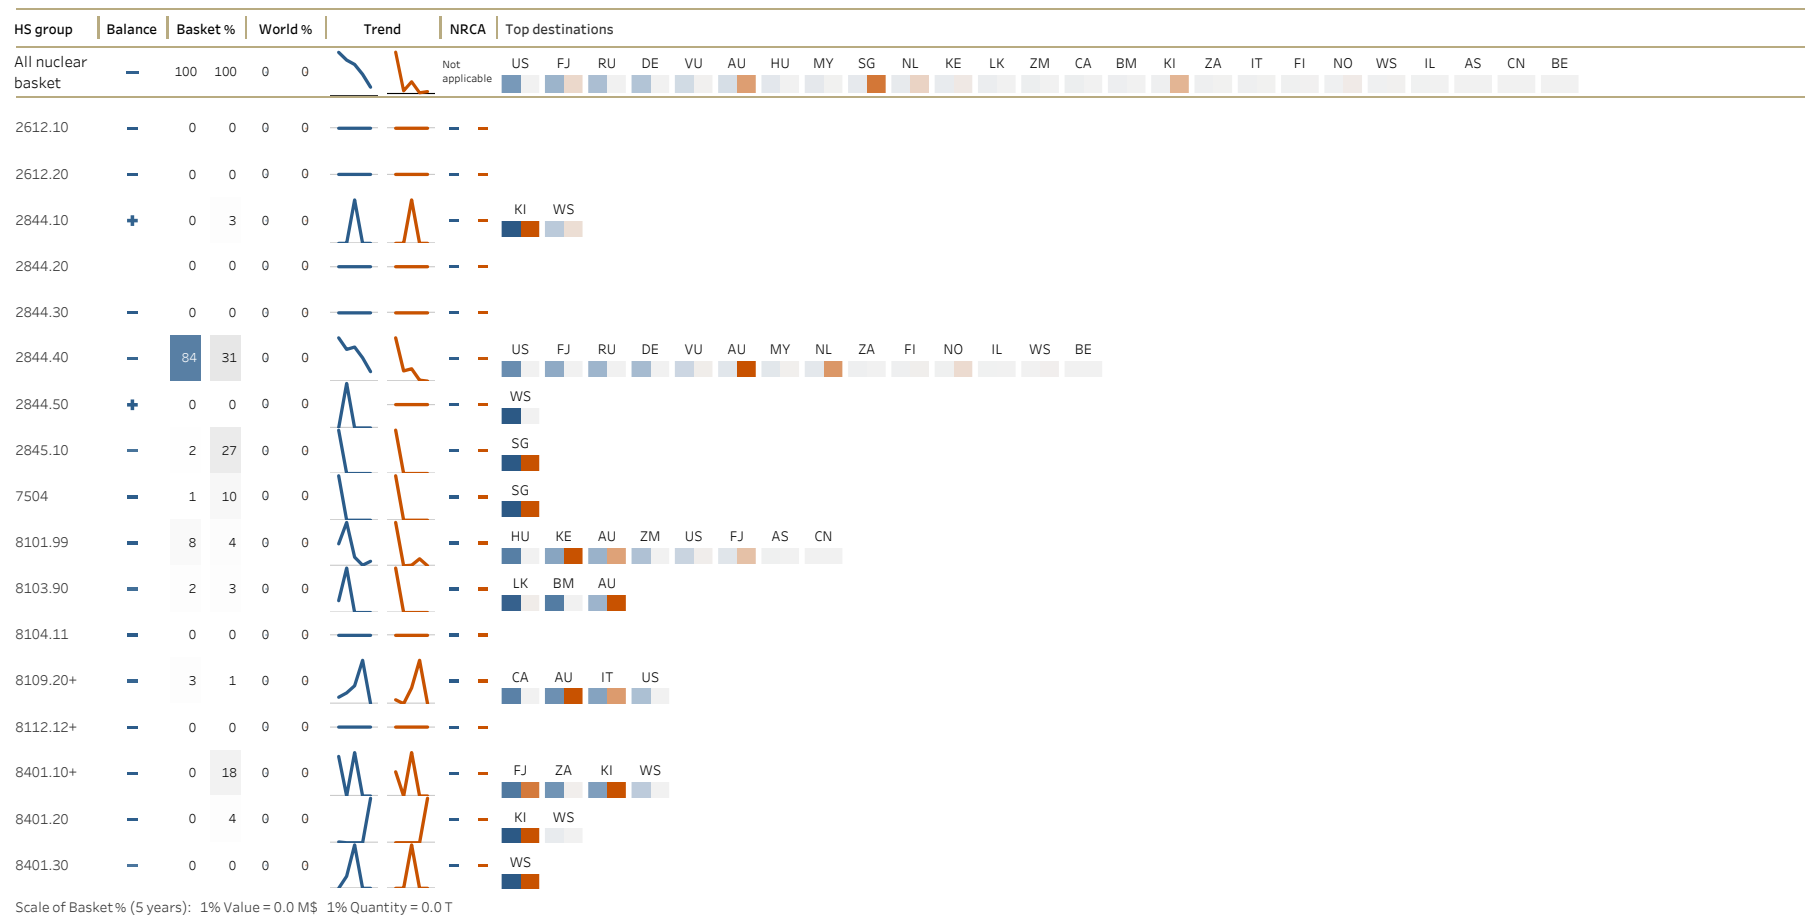 HS group Balance Basket % World % Trend NRCA Top destinations
All nuclear basket 100 100 0 0 Not applicable US FJ RU DE VU AU HU MY SG NL KE LK ZM CA BM KI ZA IT FI NO WS IL AS CN BE
2612.10 0 0 0 0
2612.20 0 0 0 0
2844.10 0 3 0 0 KI WS
2844.20 0 0 0 0
2844.30 0 0 0 0
2844.40 84 31 0 0 US FJ RU DE VU AU MY NL ZA FI NO IL WS BE
2844.50 0 0 0 0 WS
2845.10 2 27 0 0 SG
7504 1 10 0 0 SG
8101.99 8 4 0 0 HU KE AU ZM US FJ AS CN
8103.90 2 3 0 0 LK BM AU
8104.11 0 0 0 0
8109.20+ 3 1 0 0 CA AU IT US
8112.12+ 0 0 0 0
8401.10+ 0 18 0 0 FJ ZA KI WS
8401.20 0 4 0 0 KI WS
8401.30 0 0 0 0 WS
Scale of Basket% (5 years): 1% Value = 0.0 M$ 1% Quantity = 0.0 T